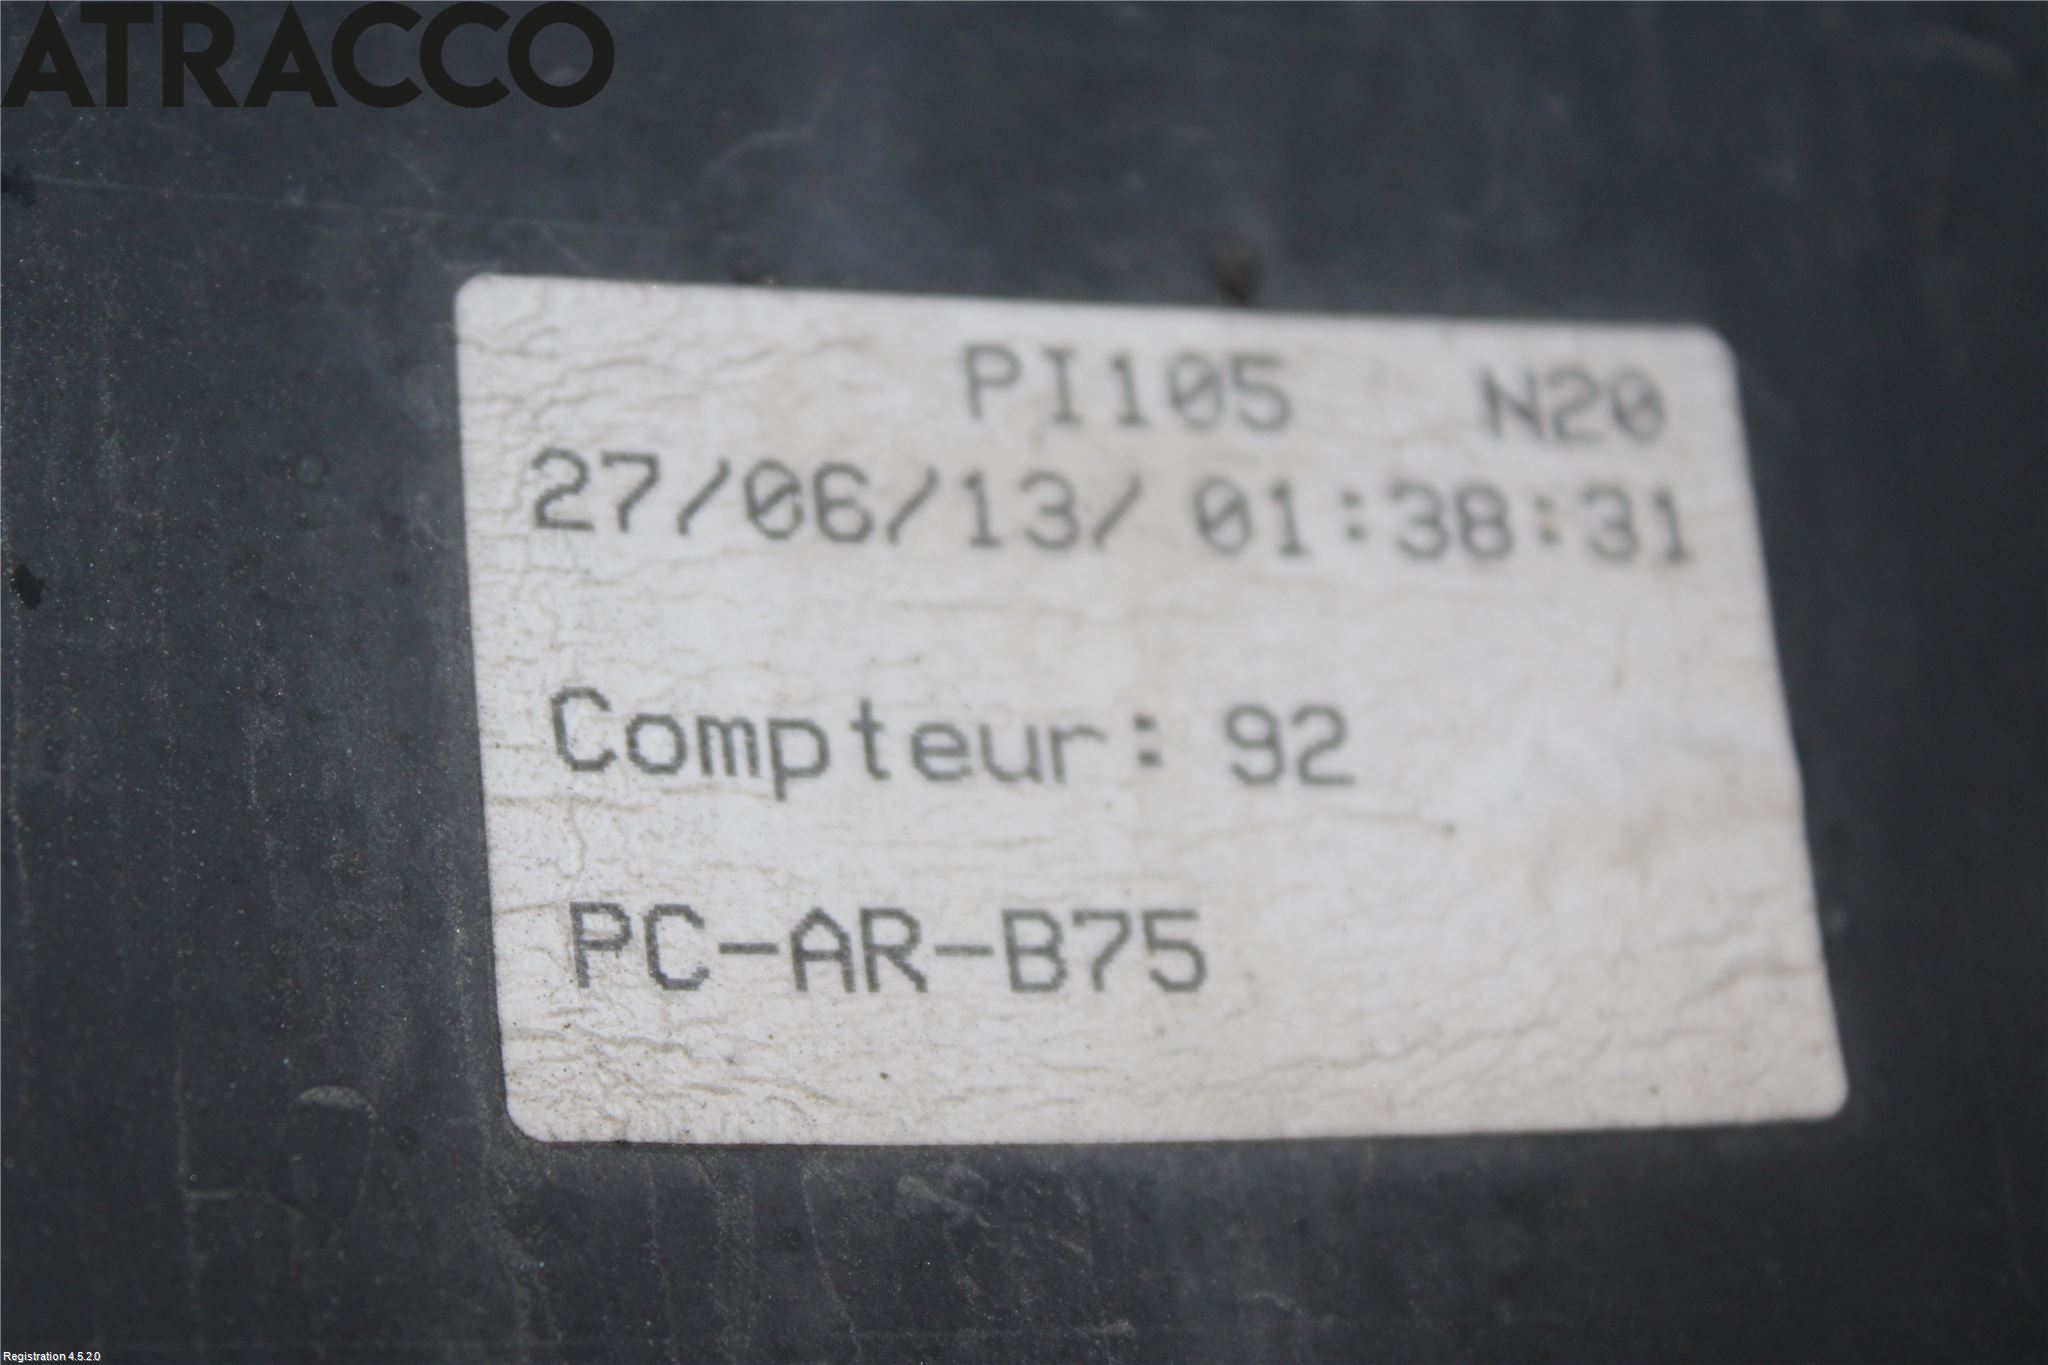 ATRACCO
PI105 N20
27/06/13/ 01:38:31
Compteur: 92
PC-AR-B75
Registration 4.5.2.0